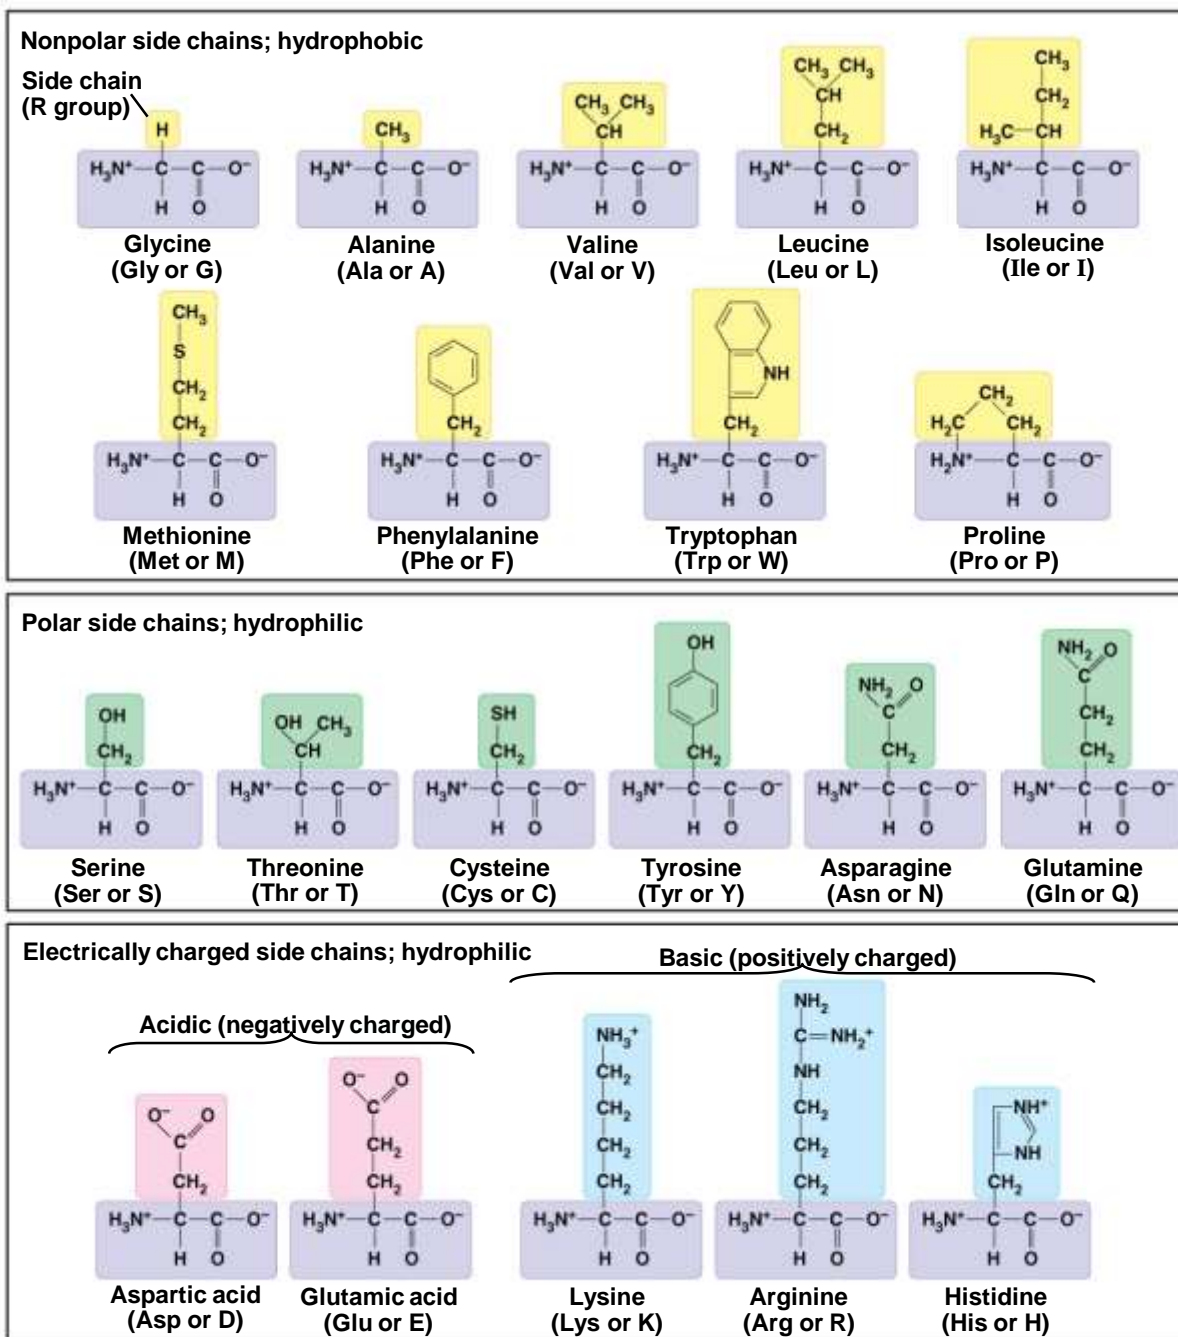 Nonpolar side chains; hydrophobic
Side chain
(R group)
H
H₃N⁺ C C O⁻
H O
Glycine
(Gly or G)
CH₃
H₃N⁺ C C O⁻
H O
Alanine
(Ala or A)
CH₃ CH₃
CH
H₃N⁺ C C O⁻
H O
Valine
(Val or V)
CH₃ CH₃
CH
CH₂
H₃N⁺ C C O⁻
H O
Leucine
(Leu or L)
CH₃
CH₂
H₃C CH
H₃N⁺ C C O⁻
H O
Isoleucine
(Ile or I)
CH₃
S
CH₂
CH₂
H₃N⁺ C C O⁻
H O
Methionine
(Met or M)
CH₂
H₃N⁺ C C O⁻
H O
Phenylalanine
(Phe or F)
NH
CH₂
H₃N⁺ C C O⁻
H O
Tryptophan
(Trp or W)
CH₂
H₂C CH₂
H₂N⁺ C C O⁻
H O
Proline
(Pro or P)
Polar side chains; hydrophilic
OH
CH₂
H₃N⁺ C C O⁻
H O
Serine
(Ser or S)
OH CH₃
CH
H₃N⁺ C C O⁻
H O
Threonine
(Thr or T)
SH
CH₂
H₃N⁺ C C O⁻
H O
Cysteine
(Cys or C)
OH
CH₂
H₃N⁺ C C O⁻
H O
Tyrosine
(Tyr or Y)
NH₂ O
C
CH₂
H₃N⁺ C C O⁻
H O
Asparagine
(Asn or N)
NH₂ O
C
CH₂
CH₂
H₃N⁺ C C O⁻
H O
Glutamine
(Gln or Q)
Electrically charged side chains; hydrophilic
Acidic (negatively charged)
Basic (positively charged)
O⁻ O
C
CH₂
H₃N⁺ C C O⁻
H O
Aspartic acid
(Asp or D)
O⁻ O
C
CH₂
CH₂
H₃N⁺ C C O⁻
H O
Glutamic acid
(Glu or E)
NH₃⁺
CH₂
CH₂
CH₂
CH₂
H₃N⁺ C C O⁻
H O
Lysine
(Lys or K)
NH₂
C NH₂⁺
NH
CH₂
CH₂
CH₂
H₃N⁺ C C O⁻
H O
Arginine
(Arg or R)
NH⁺
NH
CH₂
H₃N⁺ C C O⁻
H O
Histidine
(His or H)